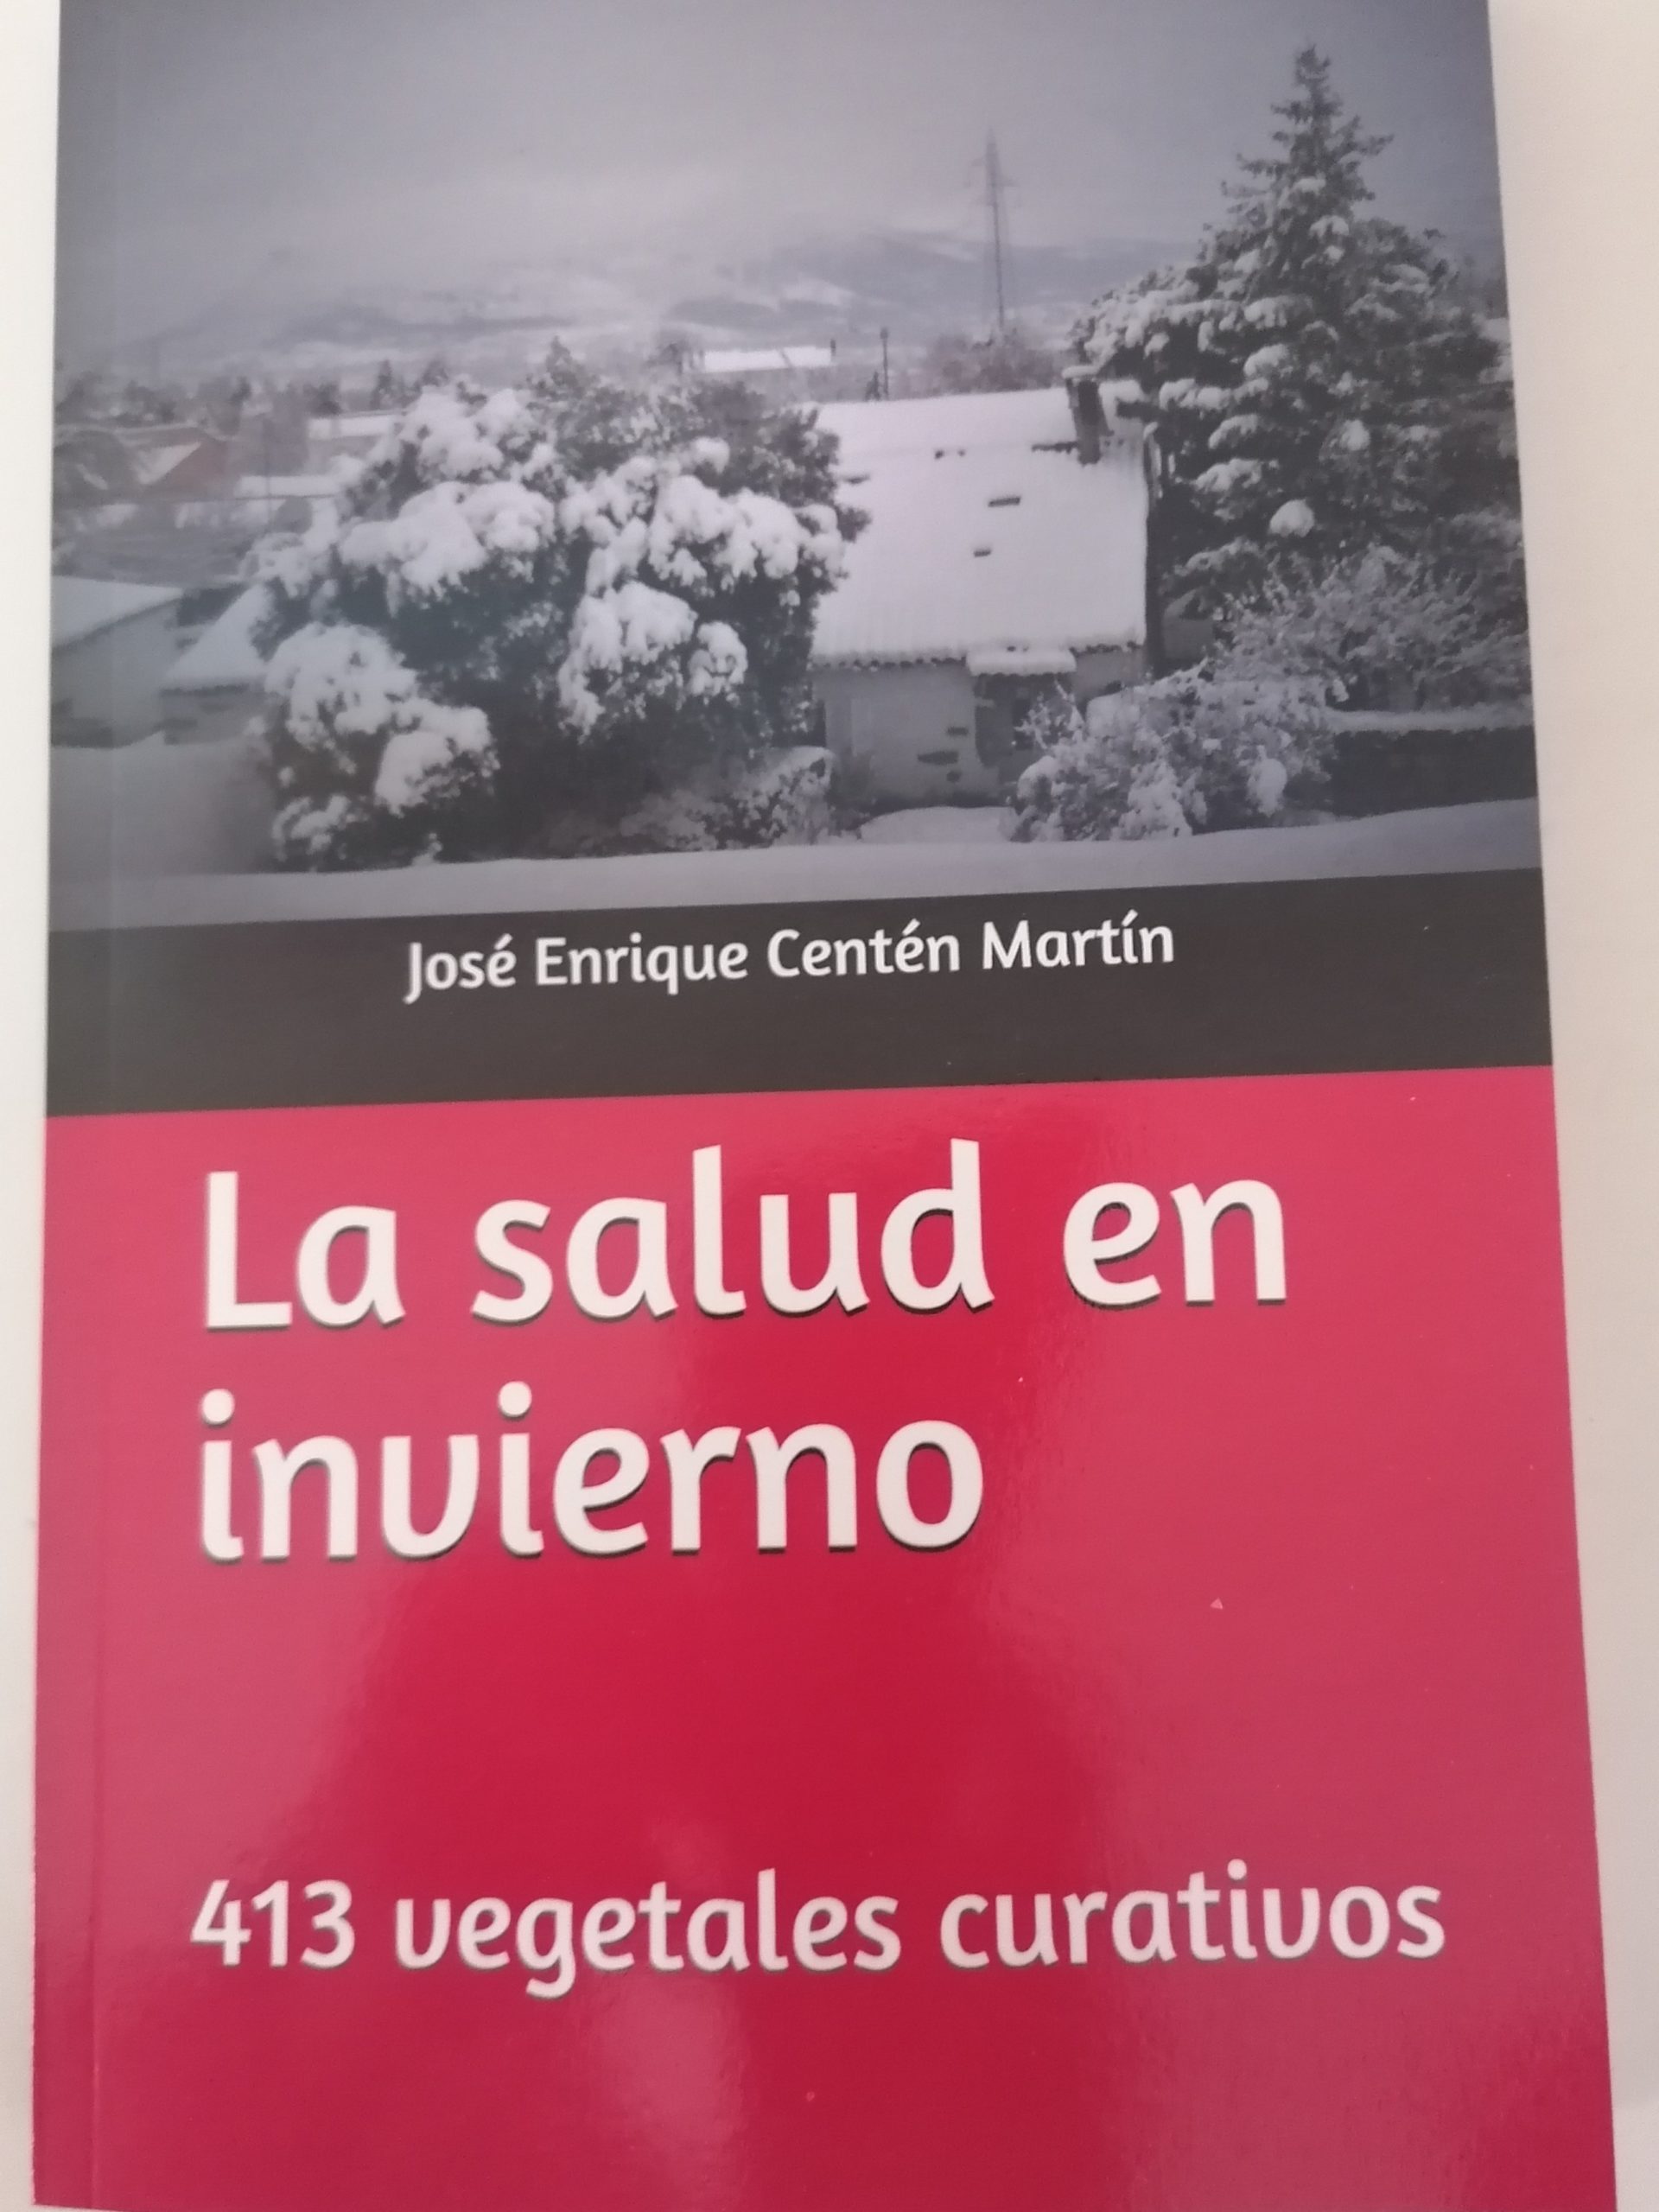 José Enrique Centén Martín
La salud en
invierno
413 vegetales curativos